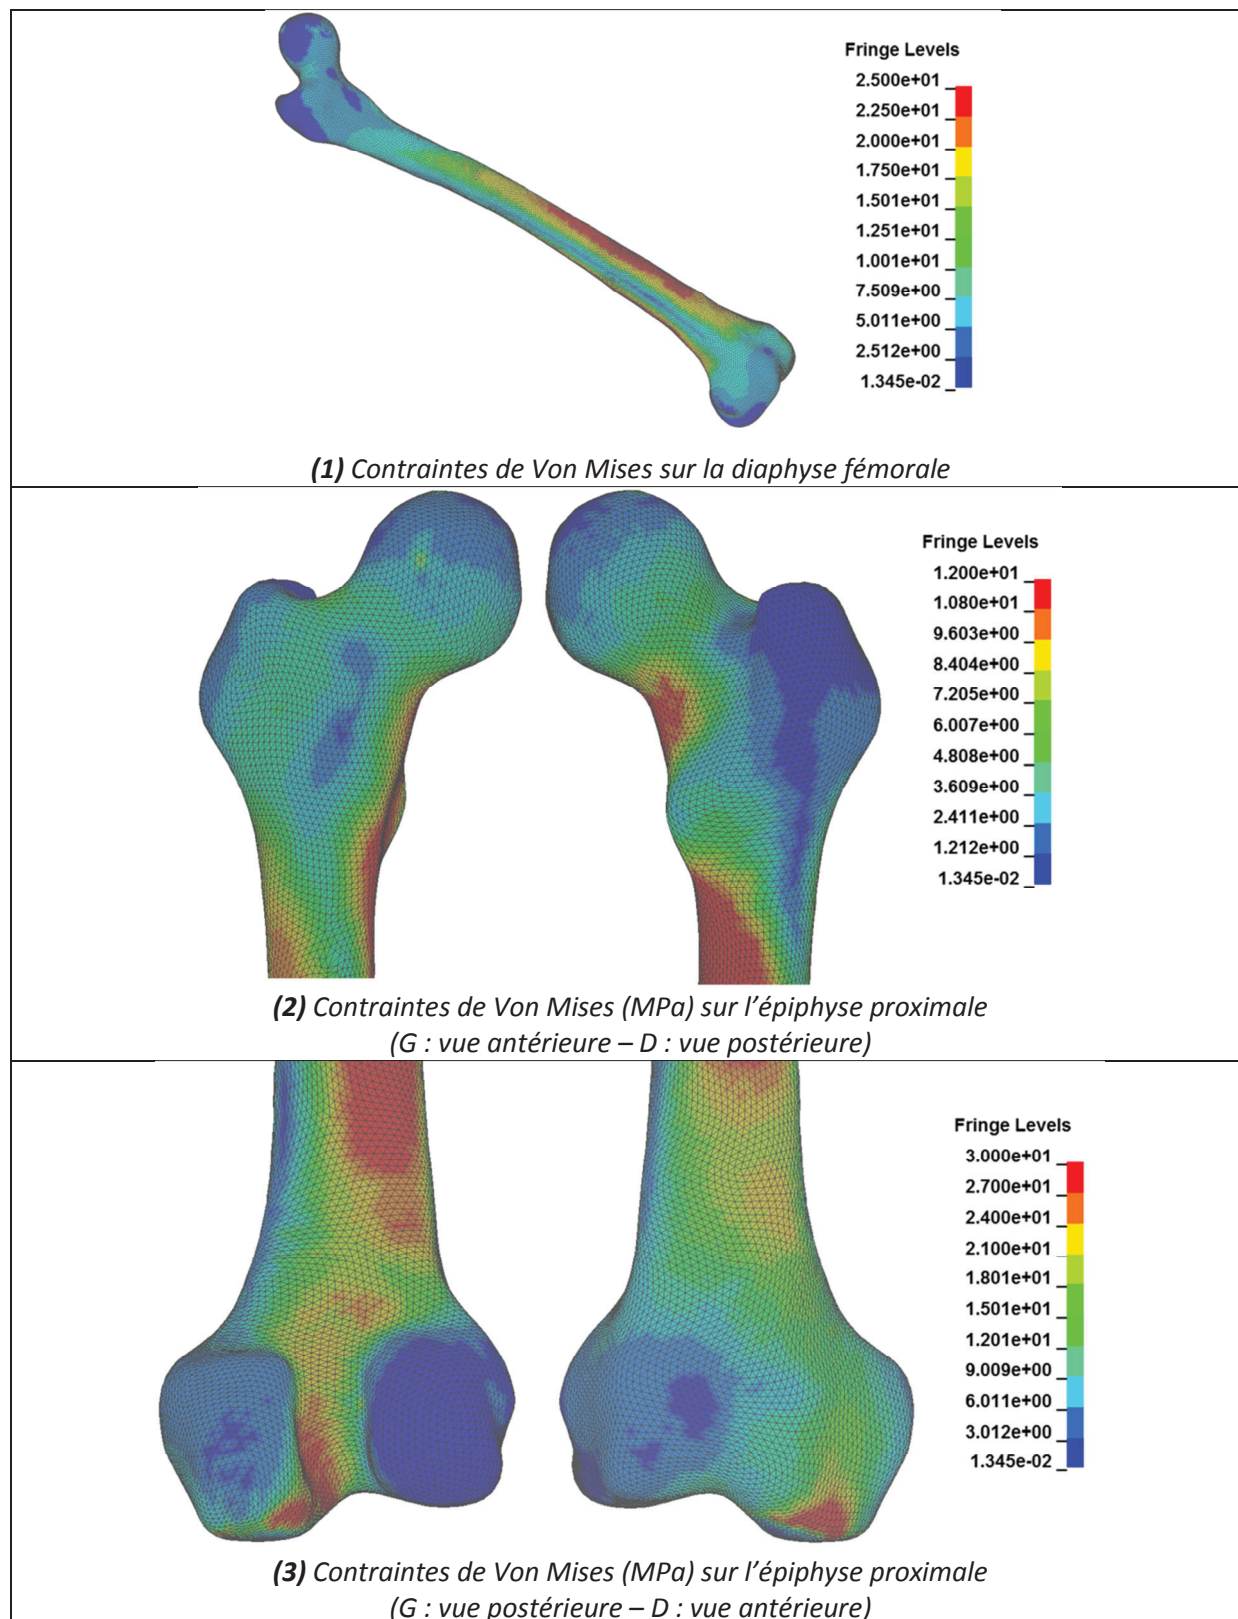 Fringe Levels
2.500e+01
2.250e+01
2.000e+01
1.750e+01
1.501e+01
1.251e+01
1.001e+01
7.509e+00
5.011e+00
2.512e+00
1.345e-02
(1) Contraintes de Von Mises sur la diaphyse fémorale
Fringe Levels
1.200e+01
1.080e+01
9.603e+00
8.404e+00
7.205e+00
6.007e+00
4.808e+00
3.609e+00
2.411e+00
1.212e+00
1.345e-02
(2) Contraintes de Von Mises (MPa) sur l'épiphyse proximale
(G : vue antérieure – D : vue postérieure)
Fringe Levels
3.000e+01
2.700e+01
2.400e+01
2.100e+01
1.801e+01
1.501e+01
1.201e+01
9.009e+00
6.011e+00
3.012e+00
1.345e-02
(3) Contraintes de Von Mises (MPa) sur l'épiphyse proximale
(G : vue postérieure – D : vue antérieure)